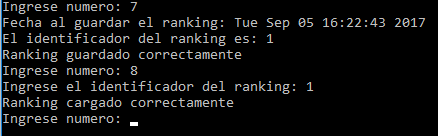 Ingrese numero: 7
Fecha al guardar el ranking: Tue Sep 05 16:22:43 2017
El identificador del ranking es: 1
Ranking guardado correctamente
Ingrese numero: 8
Ingrese el identificador del ranking: 1
Ranking cargado correctamente
Ingrese numero: